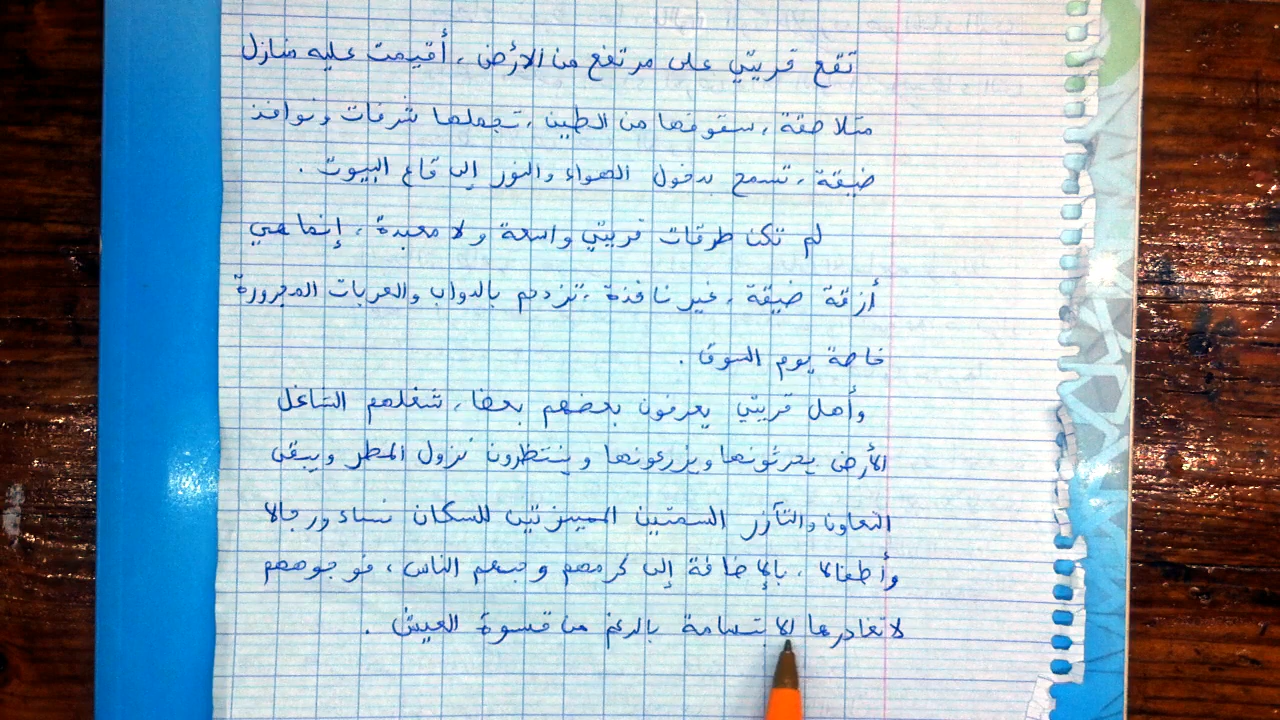 تقع قريتي على مرتفع من الأرض، أقيمت عليه منازل
متلاصقة، سقوفها من الطين، تجملها شرفات ونوافذ
ضيقة، تسمح بدخول الهواء والنور إلى قاع البيوت.
لم تكن طرقات قريتي واسعة ولا معبدة، إنما هي
أزقة ضيقة، غير نافذة، تزدحم بالدواب والعربات المجرورة
خاصة يوم السوق.
وأهل قريتي يعرفون بعضهم بعضا، شغلهم الشاغل
الأرض يحرثونها ويزرعونها وينتظرون نزول المطر ويبقى
التعاون والتآزر السمتين المميزتين للسكان نساء ورجالا
وأطفالا، بالإضافة إلى كرمهم وحبهم الناس، فوجوههم
لا تغادرها الابتسامة بالرغم من قسوة العيش.